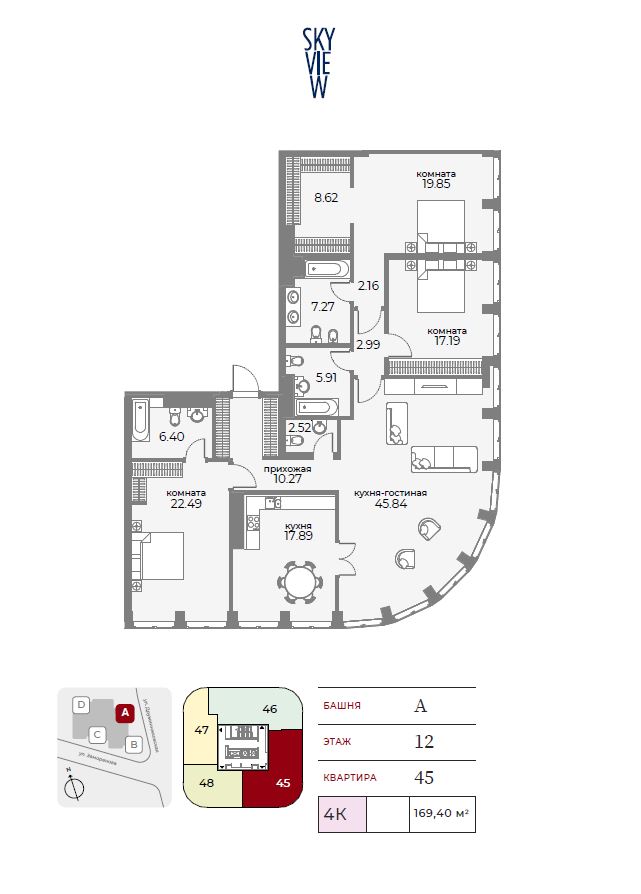 SKY
VIE
W
комната
19.85
8.62
2.16
7.27
комната
17.19
2.99
5.91
2.52
6.40
прихожая
10.27
комната
22.49
кухня-гостиная
45.84
кухня
17.89
D
A
C
B
ул. Заморенова
N
46
47
45
48
БАШНЯ
A
ЭТАЖ
12
КВАРТИРА
45
4К
169,40 м²